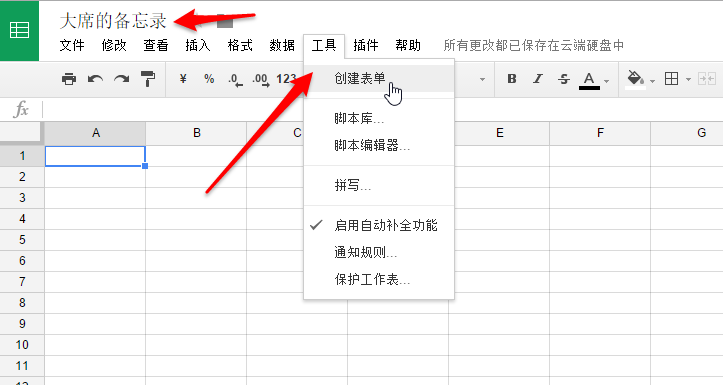 大席的备忘录
文件 修改 查看 插入 格式 数据 工具 插件 帮助 所有更改都已保存在云端硬盘中
¥ % .0 .00 123 B I S A
创建表单
fx
脚本库...
脚本编辑器...
拼写...
启用自动补全功能
通知规则...
保护工作表...
A B C E F G
1
2
3
4
5
6
7
8
9
10
11
12